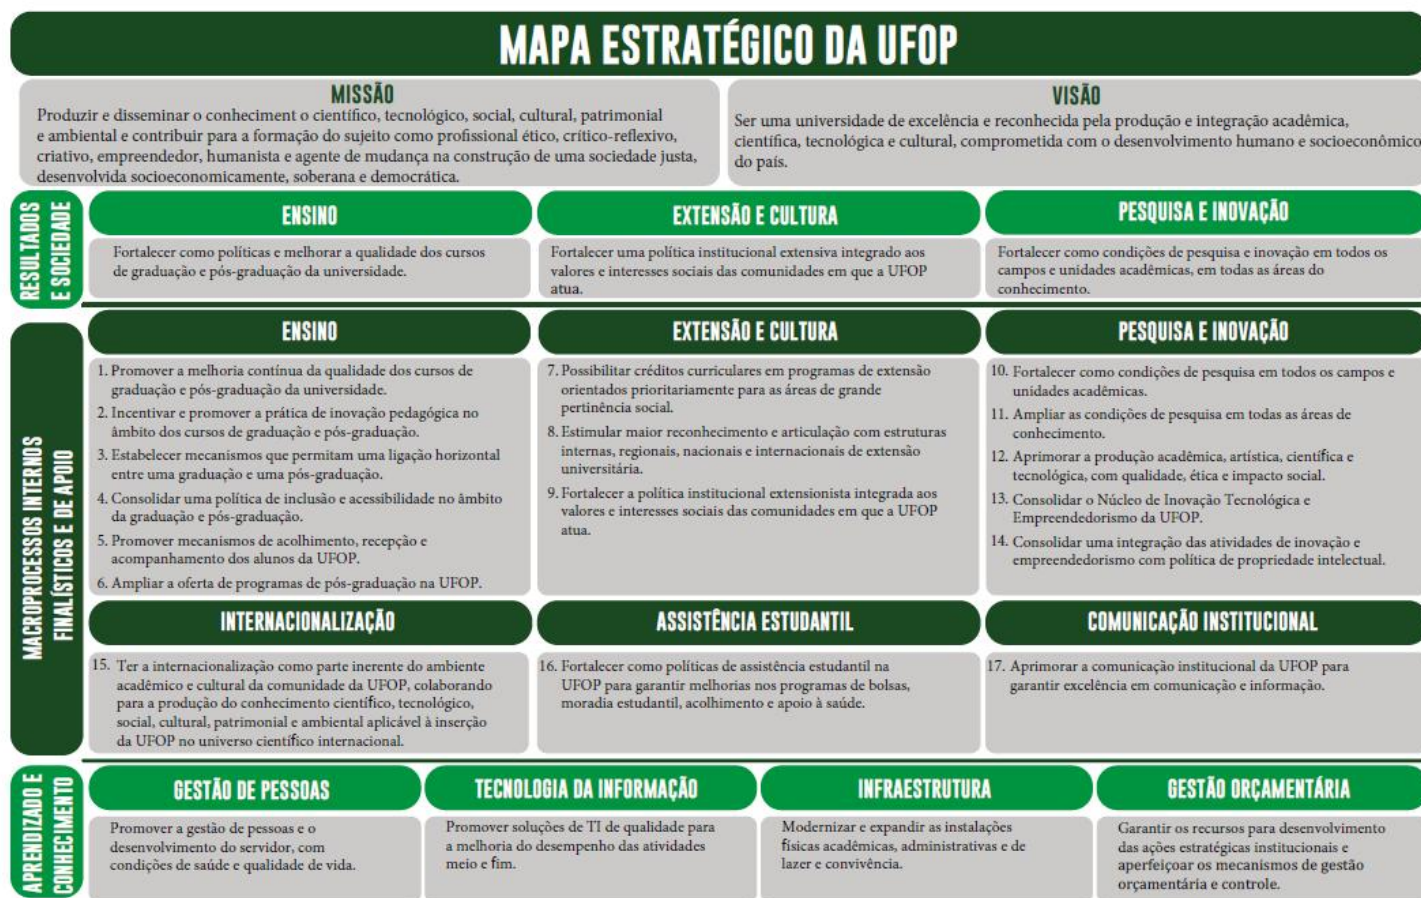 MAPA ESTRATÉGICO DA UFOP
MISSÃO
Produzir e disseminar o conheciment o científico, tecnológico, social, cultural, patrimonial
e ambiental e contribuir para a formação do sujeito como profissional ético, crítico-reflexivo,
criativo, empreendedor, humanista e agente de mudança na construção de uma sociedade justa,
desenvolvida socioeconomicamente, soberana e democrática.
VISÃO
Ser uma universidade de excelência e reconhecida pela produção e integração acadêmica,
científica, tecnológica e cultural, comprometida com o desenvolvimento humano e socioeconômico
do país.
RESULTADOS
E SOCIEDADE
ENSINO
Fortalecer como políticas e melhorar a qualidade dos cursos
de graduação e pós-graduação da universidade.
EXTENSÃO E CULTURA
Fortalecer uma política institucional extensiva integrado aos
valores e interesses sociais das comunidades em que a UFOP
atua.
PESQUISA E INOVAÇÃO
Fortalecer como condições de pesquisa e inovação em todos os
campos e unidades acadêmicas, em todas as áreas do
conhecimento.
MACROPROCESSOS INTERNOS
FINALÍSTICOS E DE APOIO
ENSINO
1. Promover a melhoria contínua da qualidade dos cursos de
graduação e pós-graduação da universidade.
2. Incentivar e promover a prática de inovação pedagógica no
âmbito dos cursos de graduação e pós-graduação.
3. Estabelecer mecanismos que permitam uma ligação horizontal
entre uma graduação e uma pós-graduação.
4. Consolidar uma política de inclusão e acessibilidade no âmbito
da graduação e pós-graduação.
5. Promover mecanismos de acolhimento, recepção e
acompanhamento dos alunos da UFOP.
6. Ampliar a oferta de programas de pós-graduação na UFOP.
EXTENSÃO E CULTURA
7. Possibilitar créditos curriculares em programas de extensão
orientados prioritariamente para as áreas de grande
pertinência social.
8. Estimular maior reconhecimento e articulação com estruturas
internas, regionais, nacionais e internacionais de extensão
universitária.
9. Fortalecer a política institucional extensionista integrada aos
valores e interesses sociais das comunidades em que a UFOP
atua.
PESQUISA E INOVAÇÃO
10. Fortalecer como condições de pesquisa em todos os campos e
unidades acadêmicas.
11. Ampliar as condições de pesquisa em todas as áreas de
conhecimento.
12. Aprimorar a produção acadêmica, artística, científica e
tecnológica, com qualidade, ética e impacto social.
13. Consolidar o Núcleo de Inovação Tecnológica e
Empreendedorismo da UFOP.
14. Consolidar uma integração das atividades de inovação e
empreendedorismo com política de propriedade intelectual.
INTERNACIONALIZAÇÃO
15. Ter a internacionalização como parte inerente do ambiente
acadêmico e cultural da comunidade da UFOP, colaborando
para a produção do conhecimento científico, tecnológico,
social, cultural, patrimonial e ambiental aplicável à inserção
da UFOP no universo científico internacional.
ASSISTÊNCIA ESTUDANTIL
16. Fortalecer como políticas de assistência estudantil na
UFOP para garantir melhorias nos programas de bolsas,
moradia estudantil, acolhimento e apoio à saúde.
COMUNICAÇÃO INSTITUCIONAL
17. Aprimorar a comunicação institucional da UFOP para
garantir excelência em comunicação e informação.
APRENDIZADO E
CONHECIMENTO
GESTÃO DE PESSOAS
Promover a gestão de pessoas e o
desenvolvimento do servidor, com
condições de saúde e qualidade de vida.
TECNOLOGIA DA INFORMAÇÃO
Promover soluções de TI de qualidade para
a melhoria do desempenho das atividades
meio e fim.
INFRAESTRUTURA
Modernizar e expandir as instalações
físicas acadêmicas, administrativas e de
lazer e convivência.
GESTÃO ORÇAMENTÁRIA
Garantir os recursos para desenvolvimento
das ações estratégicas institucionais e
aperfeiçoar os mecanismos de gestão
orçamentária e controle.